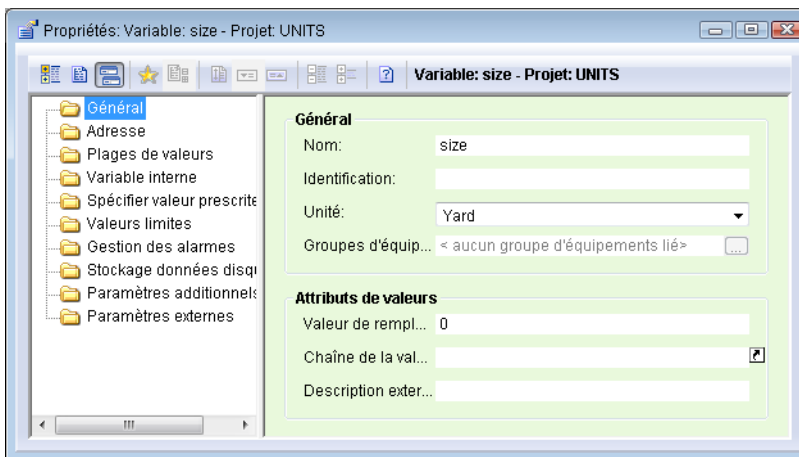 Propriétés: Variable: size - Projet: UNITS
Variable: size - Projet: UNITS
Général
Adresse
Plages de valeurs
Variable interne
Spécifier valeur prescrite
Valeurs limites
Gestion des alarmes
Stockage données disq
Paramètres additionnels
Paramètres externes
Général
Nom: size
Identification:
Unité: Yard
Groupes d'équip... < aucun groupe d'équipements lié> ...
Attributs de valeurs
Valeur de rempl... 0
Chaîne de la val...
Description exter...